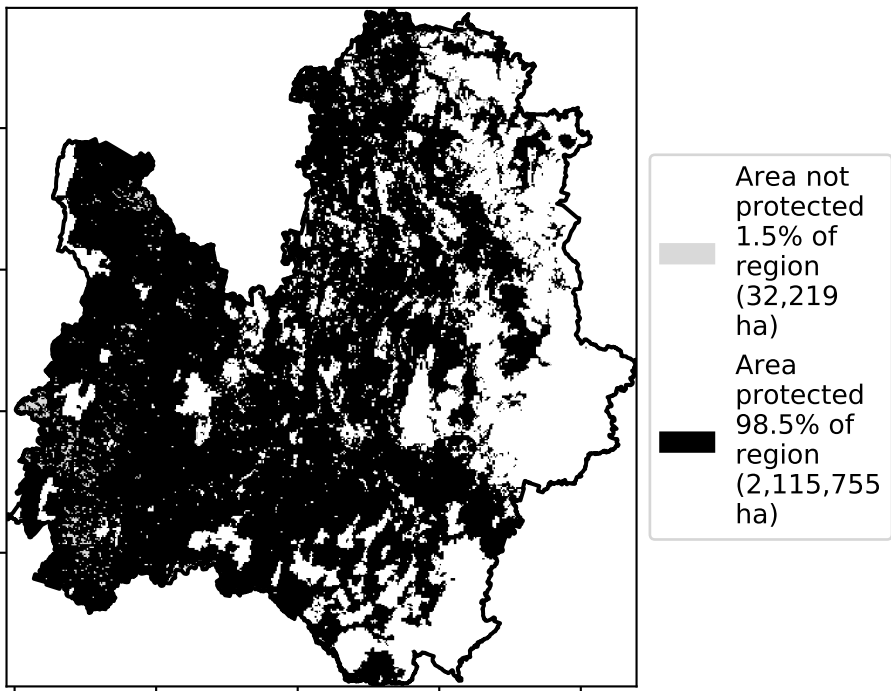 Area not
protected
1.5% of
region
(32,219
ha)
Area
protected
98.5% of
region
(2,115,755
ha)